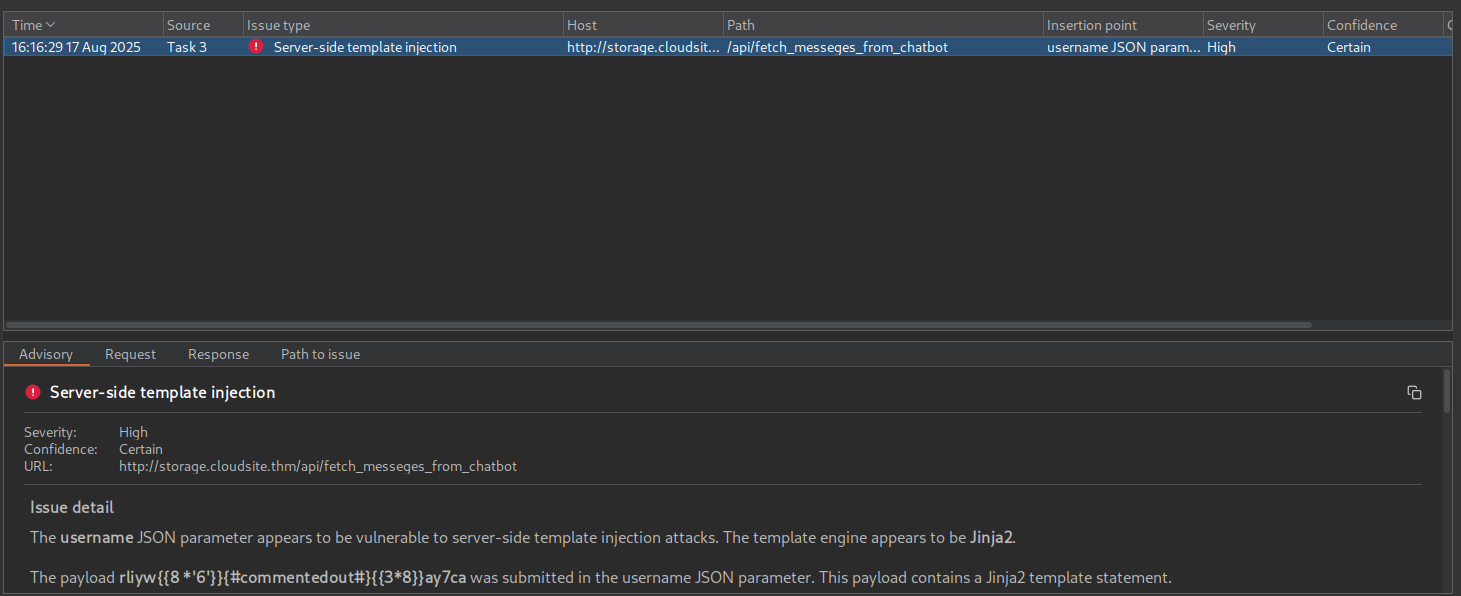 Time Source Issue type Host Path Insertion point Severity Confidence
16:16:29 17 Aug 2025 Task 3 ! Server-side template injection http://storage.cloudsit... /api/fetch_messeges_from_chatbot username JSON param... High Certain
Advisory Request Response Path to issue
! Server-side template injection
Severity: High
Confidence: Certain
URL: http://storage.cloudsite.thm/api/fetch_messeges_from_chatbot
Issue detail
The username JSON parameter appears to be vulnerable to server-side template injection attacks. The template engine appears to be Jinja2.
The payload rliyw{{8*'6'}}{#commentedout#}{{3*8}}ay7ca was submitted in the username JSON parameter. This payload contains a Jinja2 template statement.